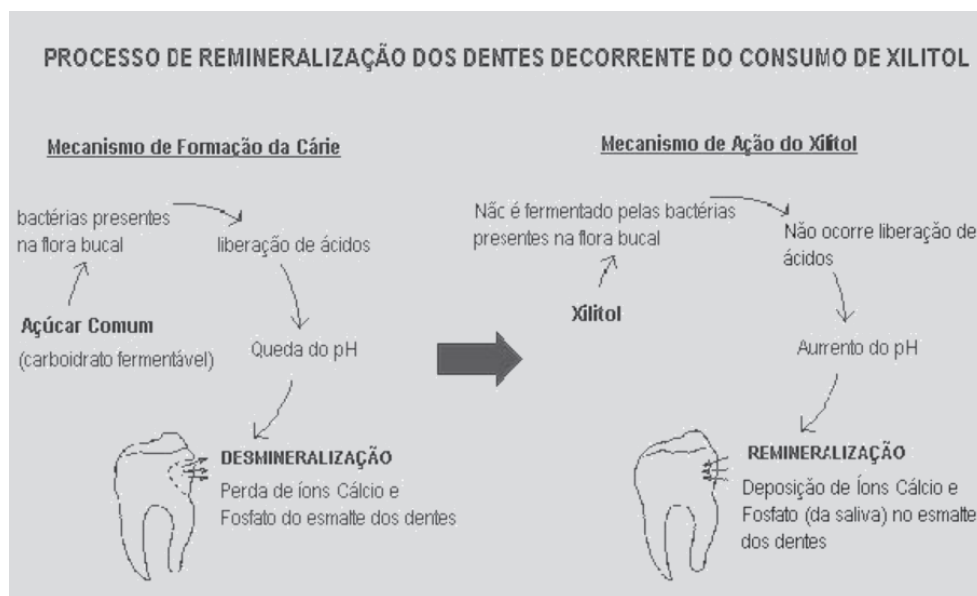 PROCESSO DE REMINERALIZAÇÃO DOS DENTES DECORRENTE DO CONSUMO DE XILITOL
Mecanismo de Formação da Cárie
bactérias presentes
na flora bucal
liberação de ácidos
Açúcar Comum
(carboidrato fermentável)
Queda do pH
DESMINERALIZAÇÃO
Perda de íons Cálcio e
Fosfato do esmalte dos dentes
Mecanismo de Ação do Xilitol
Não é fermentado pelas bactérias
presentes na flora bucal
Não ocorre liberação de
ácidos
Xilitol
Aumento do pH
REMINERALIZAÇÃO
Deposição de Íons Cálcio e
Fosfato (da saliva) no esmalte
dos dentes